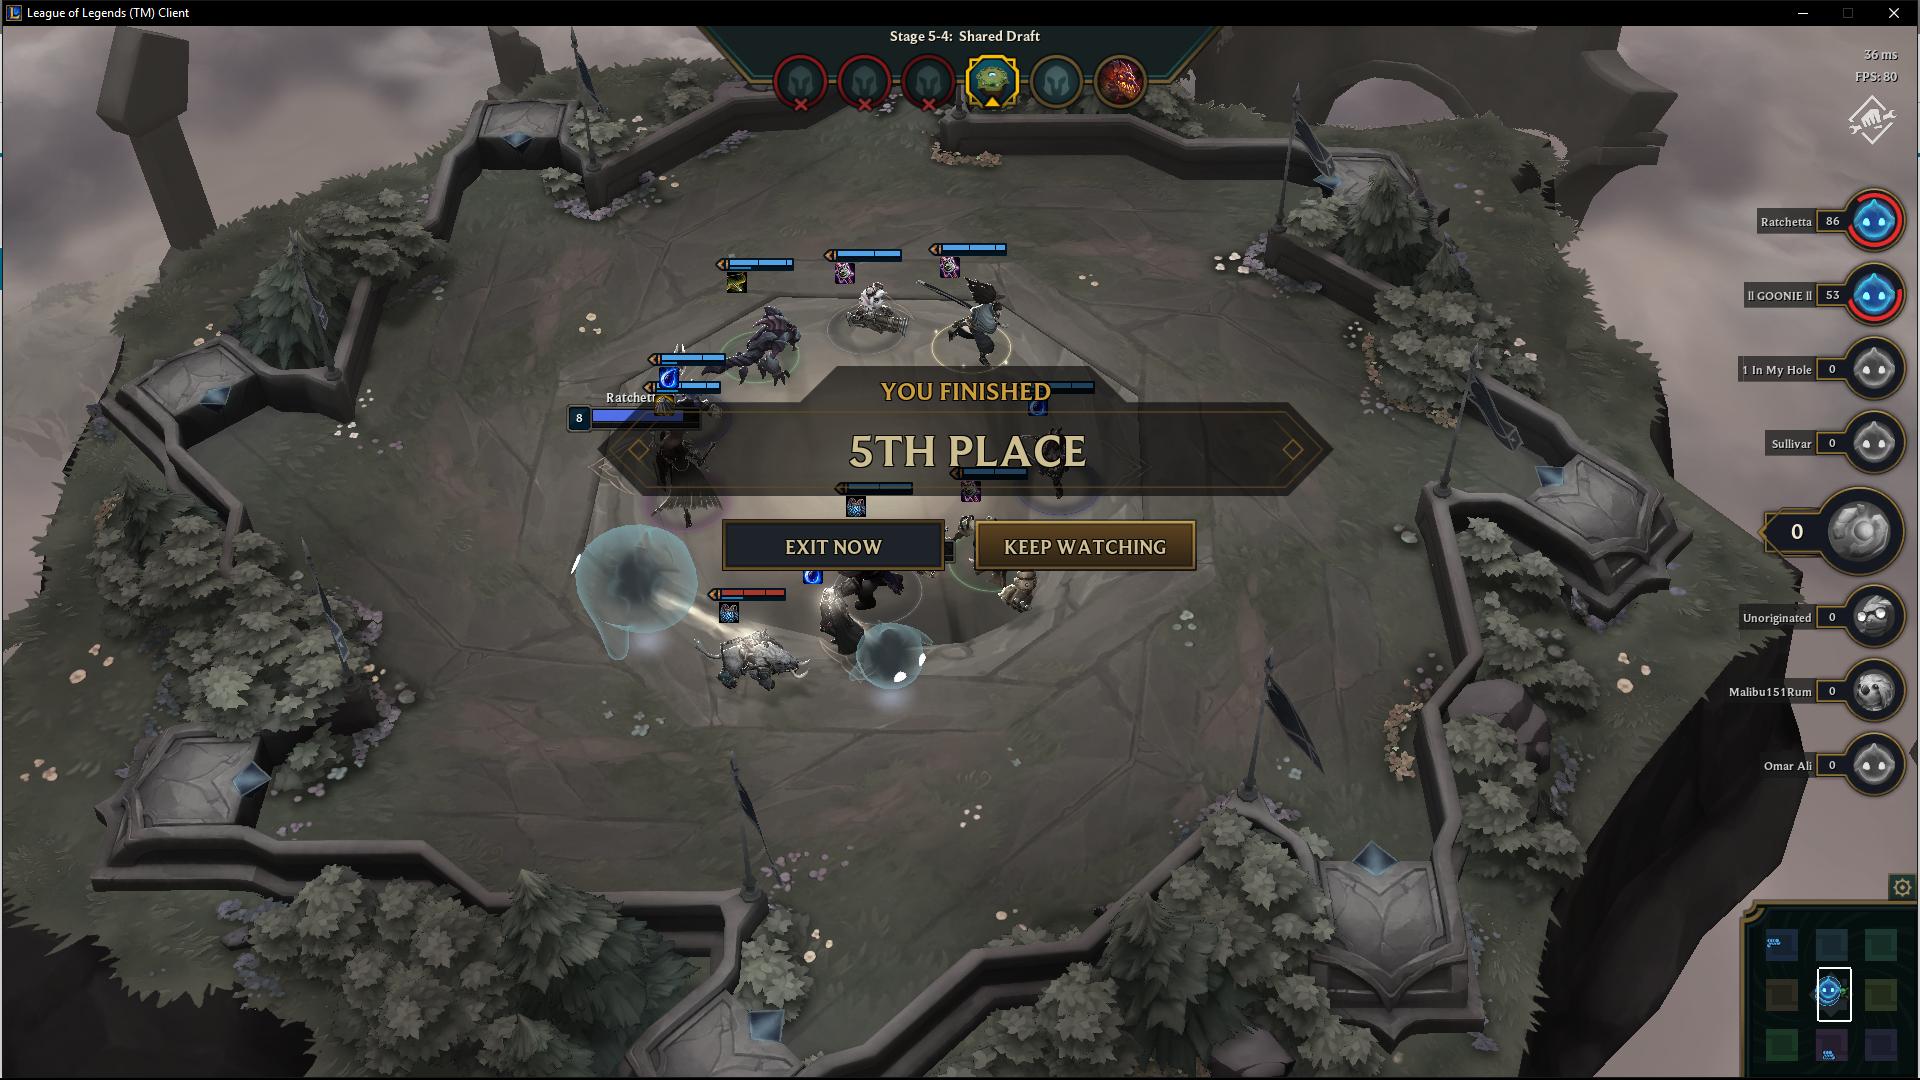 League of Legends (TM) Client
Stage 5-4: Shared Draft
36 ms
FPS: 80
Ratchetta 86
ll GOONIE ll 53
1 In My Hole 0
Sullivar 0
0
Unoriginated 0
Malibu151Rum 0
Omar Ali 0
Ratchett
8
YOU FINISHED
5TH PLACE
EXIT NOW
KEEP WATCHING